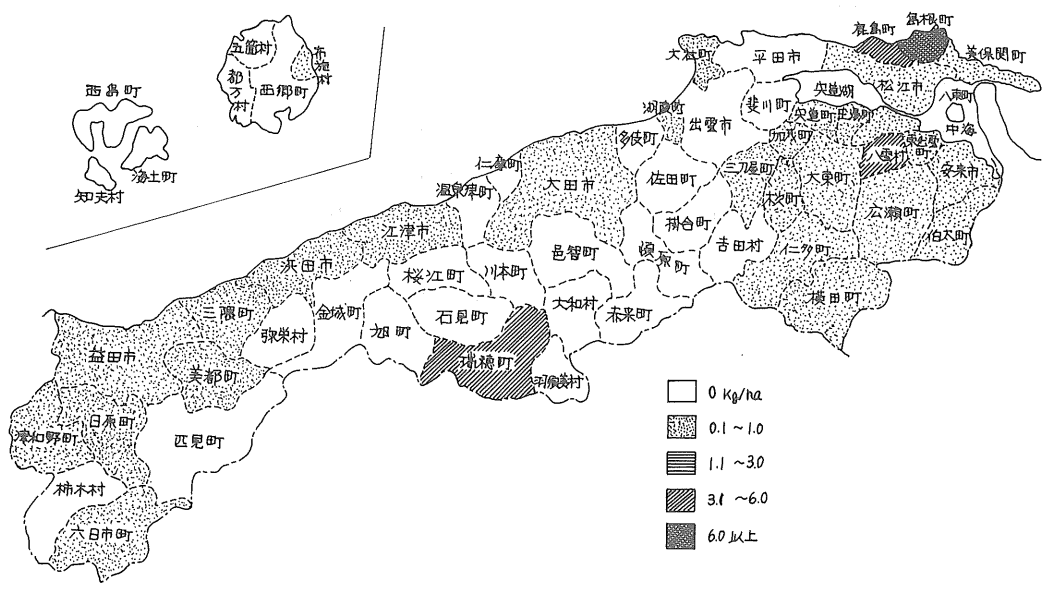 五箇村
布施村
都万村
西郷町
西島町
海士町
知夫村
鹿島町
島根町
美保関町
大社町
平田市
松江市
宍道湖
八束町
中海
湖陵町
斐川町
宍道町
玉島町
出雲市
加茂町
東出雲町
八雲村
多伎町
仁摩町
大田市
佐田町
三刀屋町
大東町
安来市
温泉津町
木次町
広瀬町
掛合町
伯太町
江津市
吉田村
仁多町
頓原町
邑智町
浜田市
桜江町
川本町
横田町
大和村
赤来町
三隅町
金城町
石見町
弥栄村
旭町
益田市
瑞穂町
美都町
羽須美村
日原町
津和野町
匹見町
柿木村
六日市町
0 Kg/ha
0.1～1.0
1.1～3.0
3.1～6.0
6.0以上